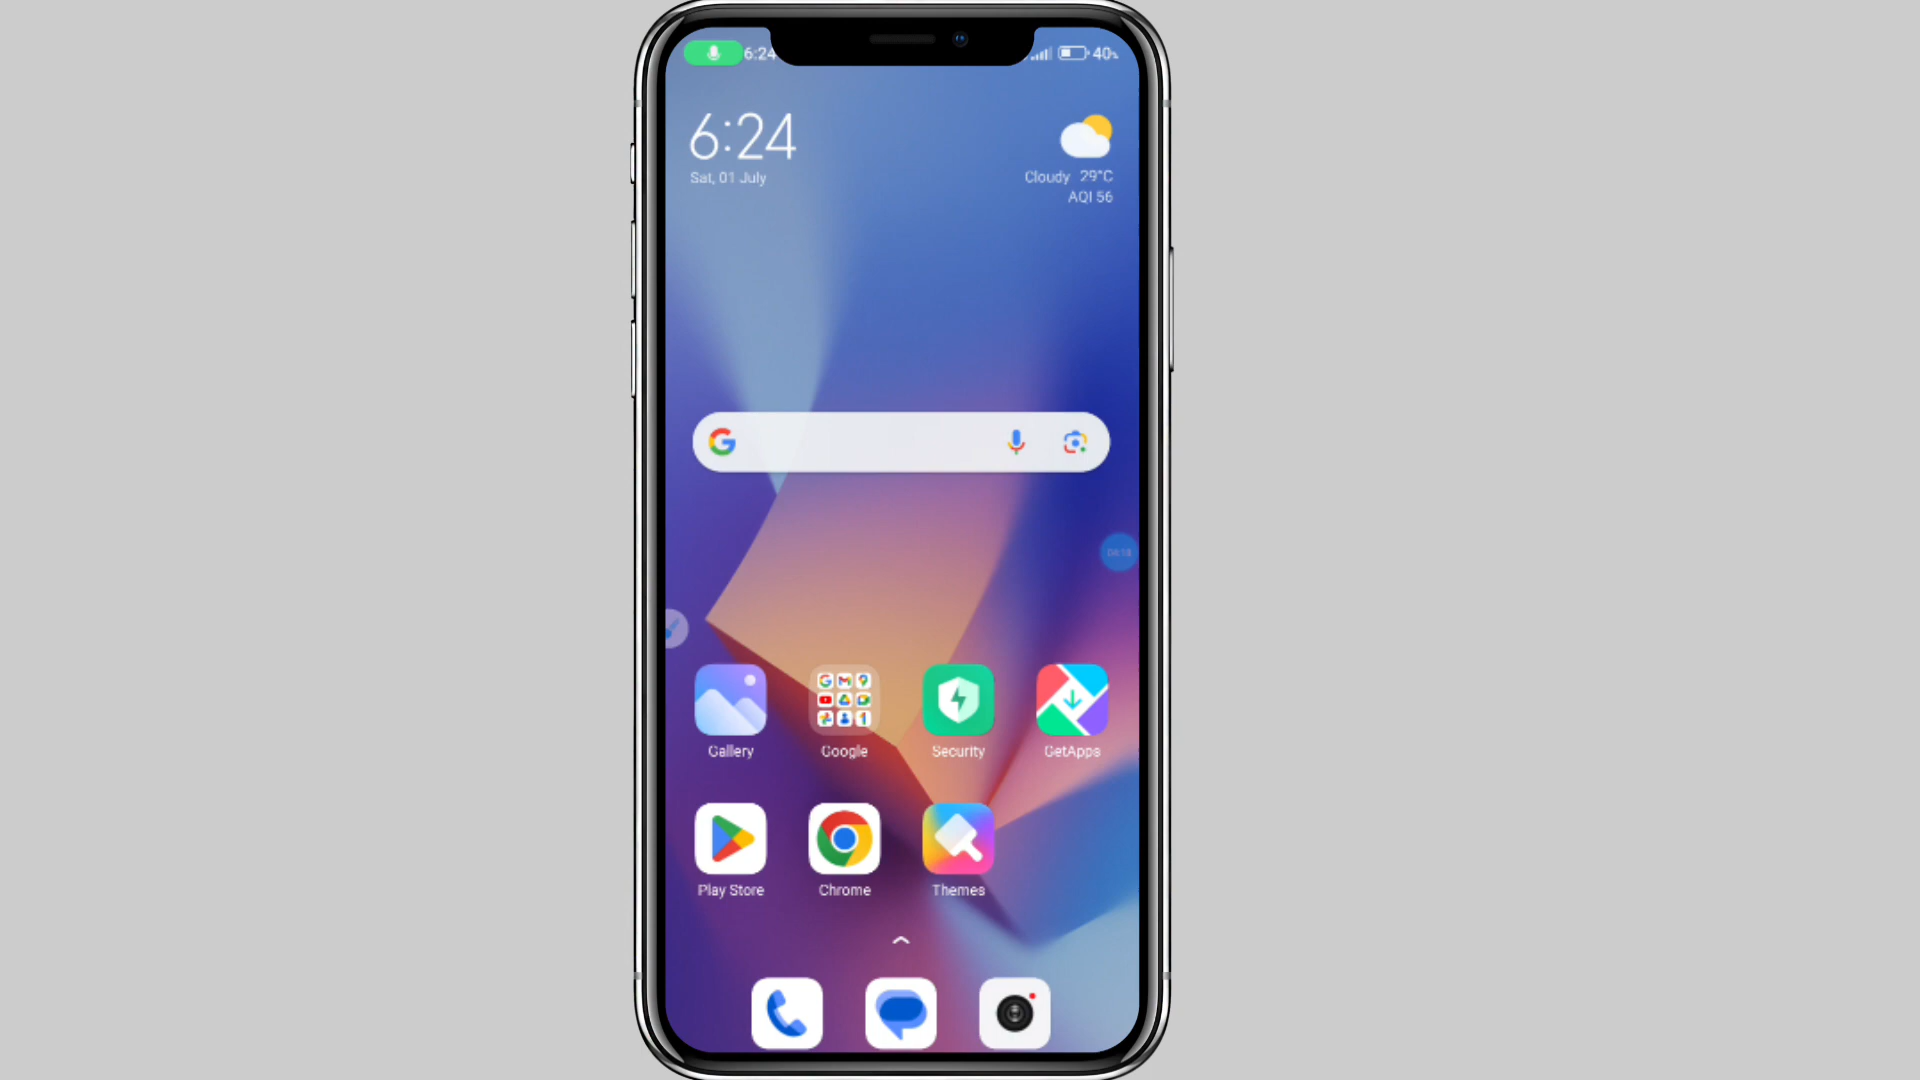 6:24
40%
6:24
Sat, 01 July
Cloudy 29°C
AQI 56
Gallery
Google
Security
GetApps
Play Store
Chrome
Themes